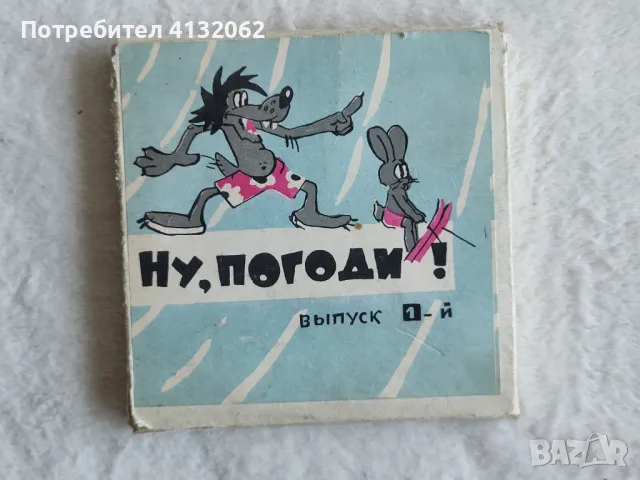 Потребител 4132062
Ну, погоди!
выпуск 1-й
BAZAR